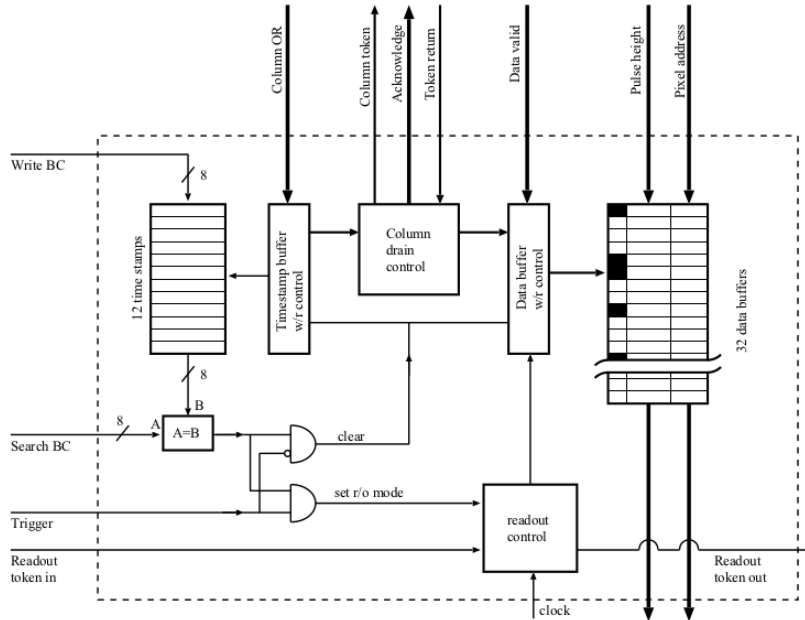 Column OR
Column token
Acknowledge
Token return
Data valid
Pulse height
Pixel address
Write BC
8
12 time stamps
Timestamp buffer
w/r control
Column
drain
control
Data buffer
w/r control
32 data buffers
8
B
8
A
A=B
Search BC
clear
set r/o mode
Trigger
readout
control
Readout
token in
Readout
token out
clock